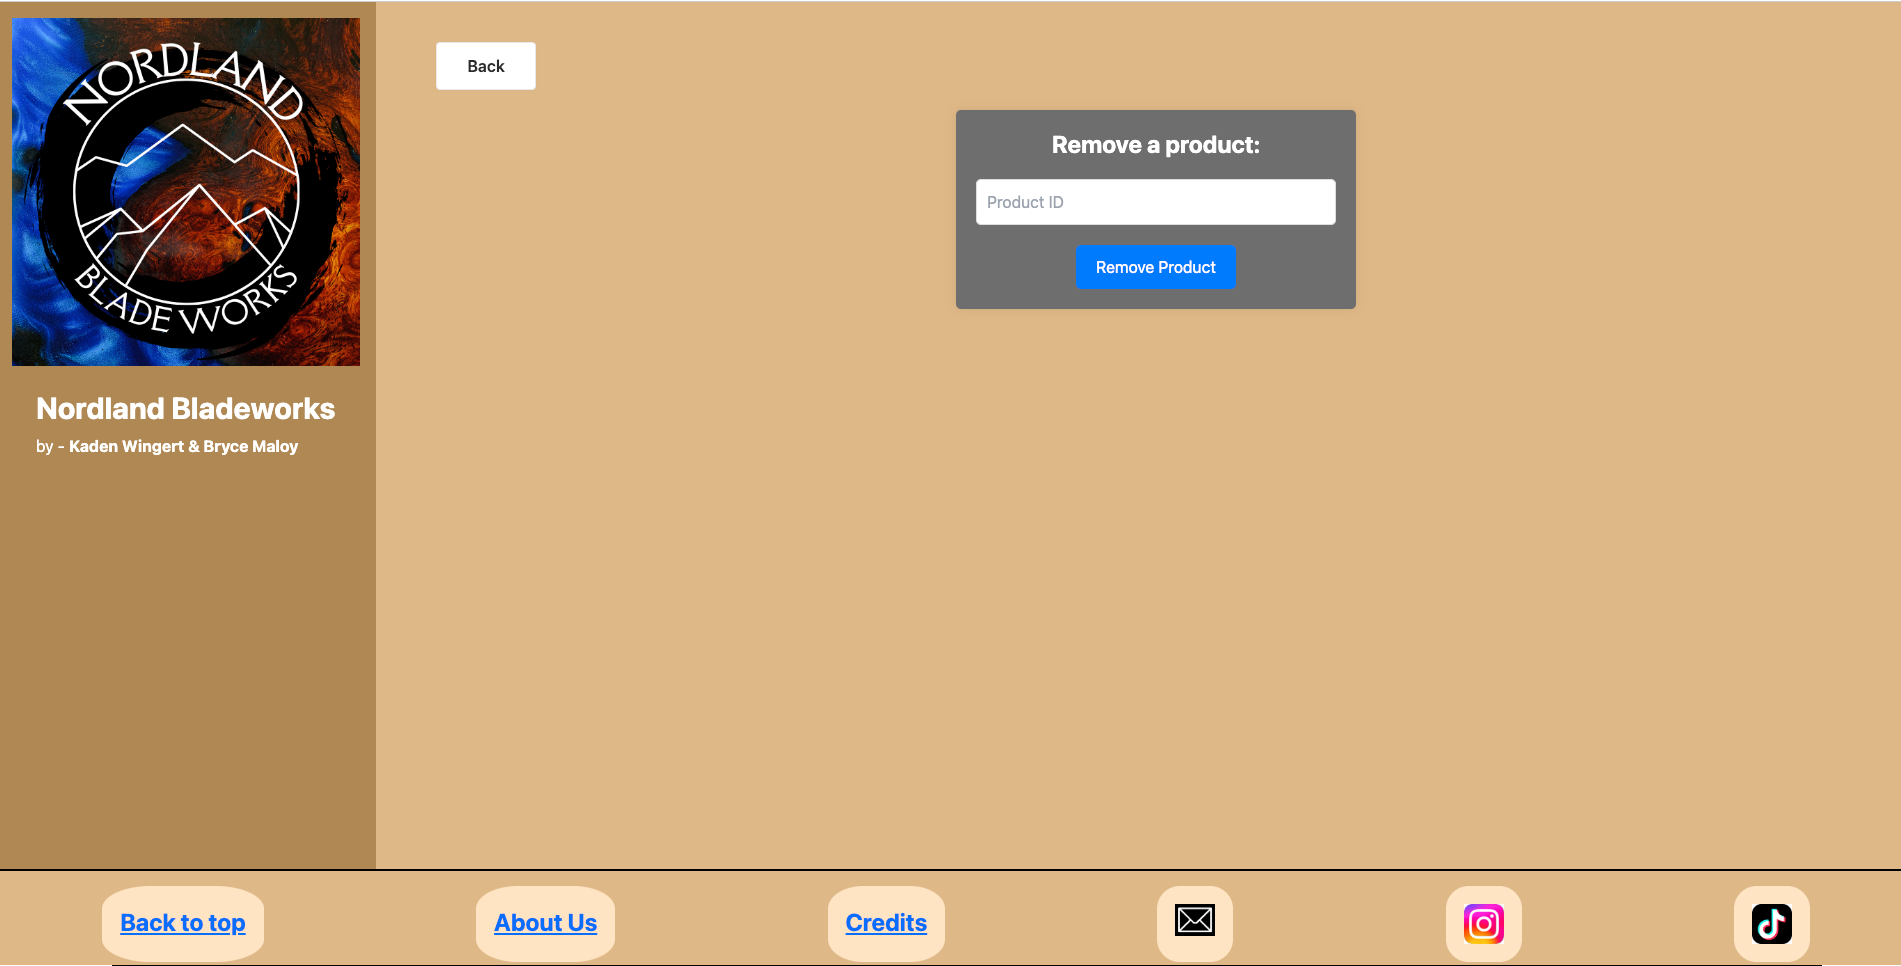 NORDLAND
BLADE WORKS
Nordland Bladeworks
by - Kaden Wingert & Bryce Maloy
Back
Remove a product:
Product ID
Remove Product
Back to top
About Us
Credits